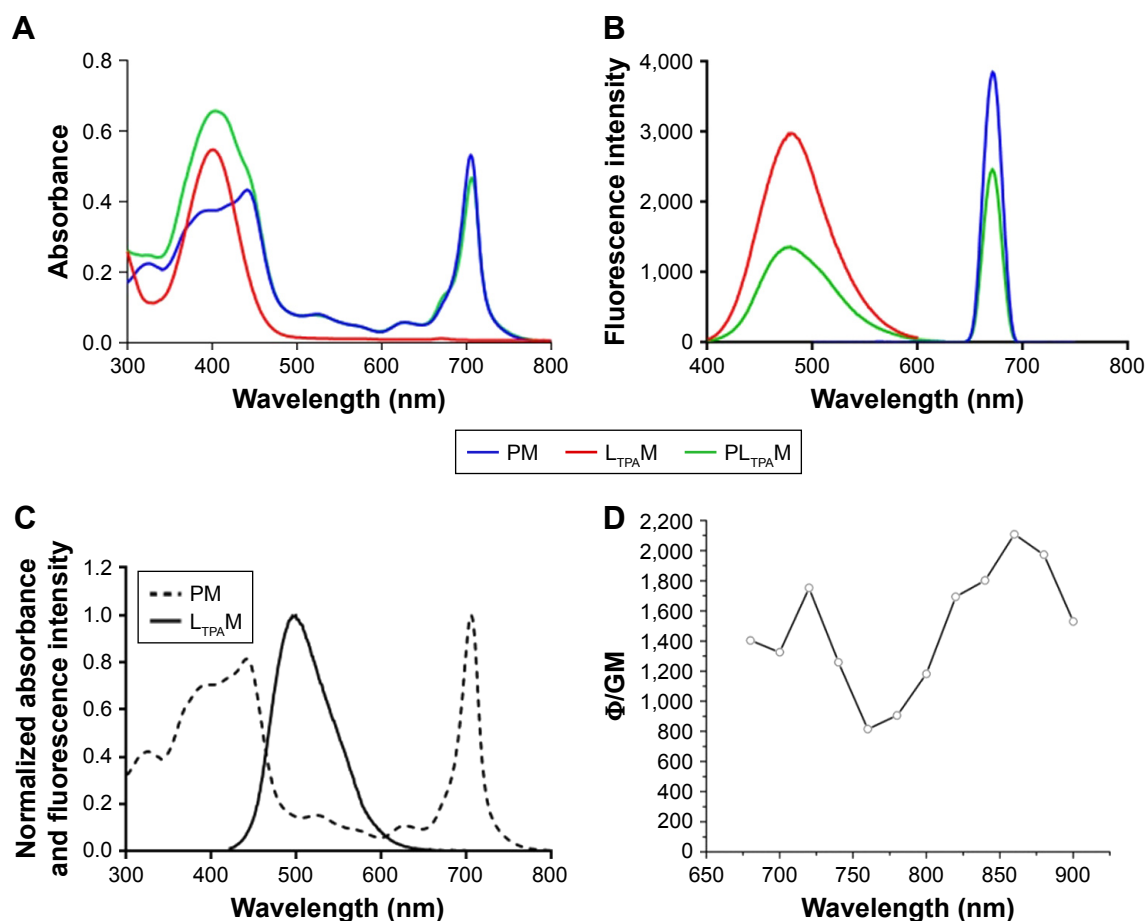 A
Absorbance
0.8
0.6
0.4
0.2
0.0
300 400 500 600 700 800
Wavelength (nm)
B
Fluorescence intensity
4,000
3,000
2,000
1,000
0
400 500 600 700 800
Wavelength (nm)
PM LTPAM PLTPAM
C
Normalized absorbance
and fluorescence intensity
1.2
1.0
0.8
0.6
0.4
0.2
0.0
PM
LTPAM
300 400 500 600 700 800
Wavelength (nm)
D
Φ/GM
2,200
2,000
1,800
1,600
1,400
1,200
1,000
800
600
400
200
0
650 700 750 800 850 900
Wavelength (nm)